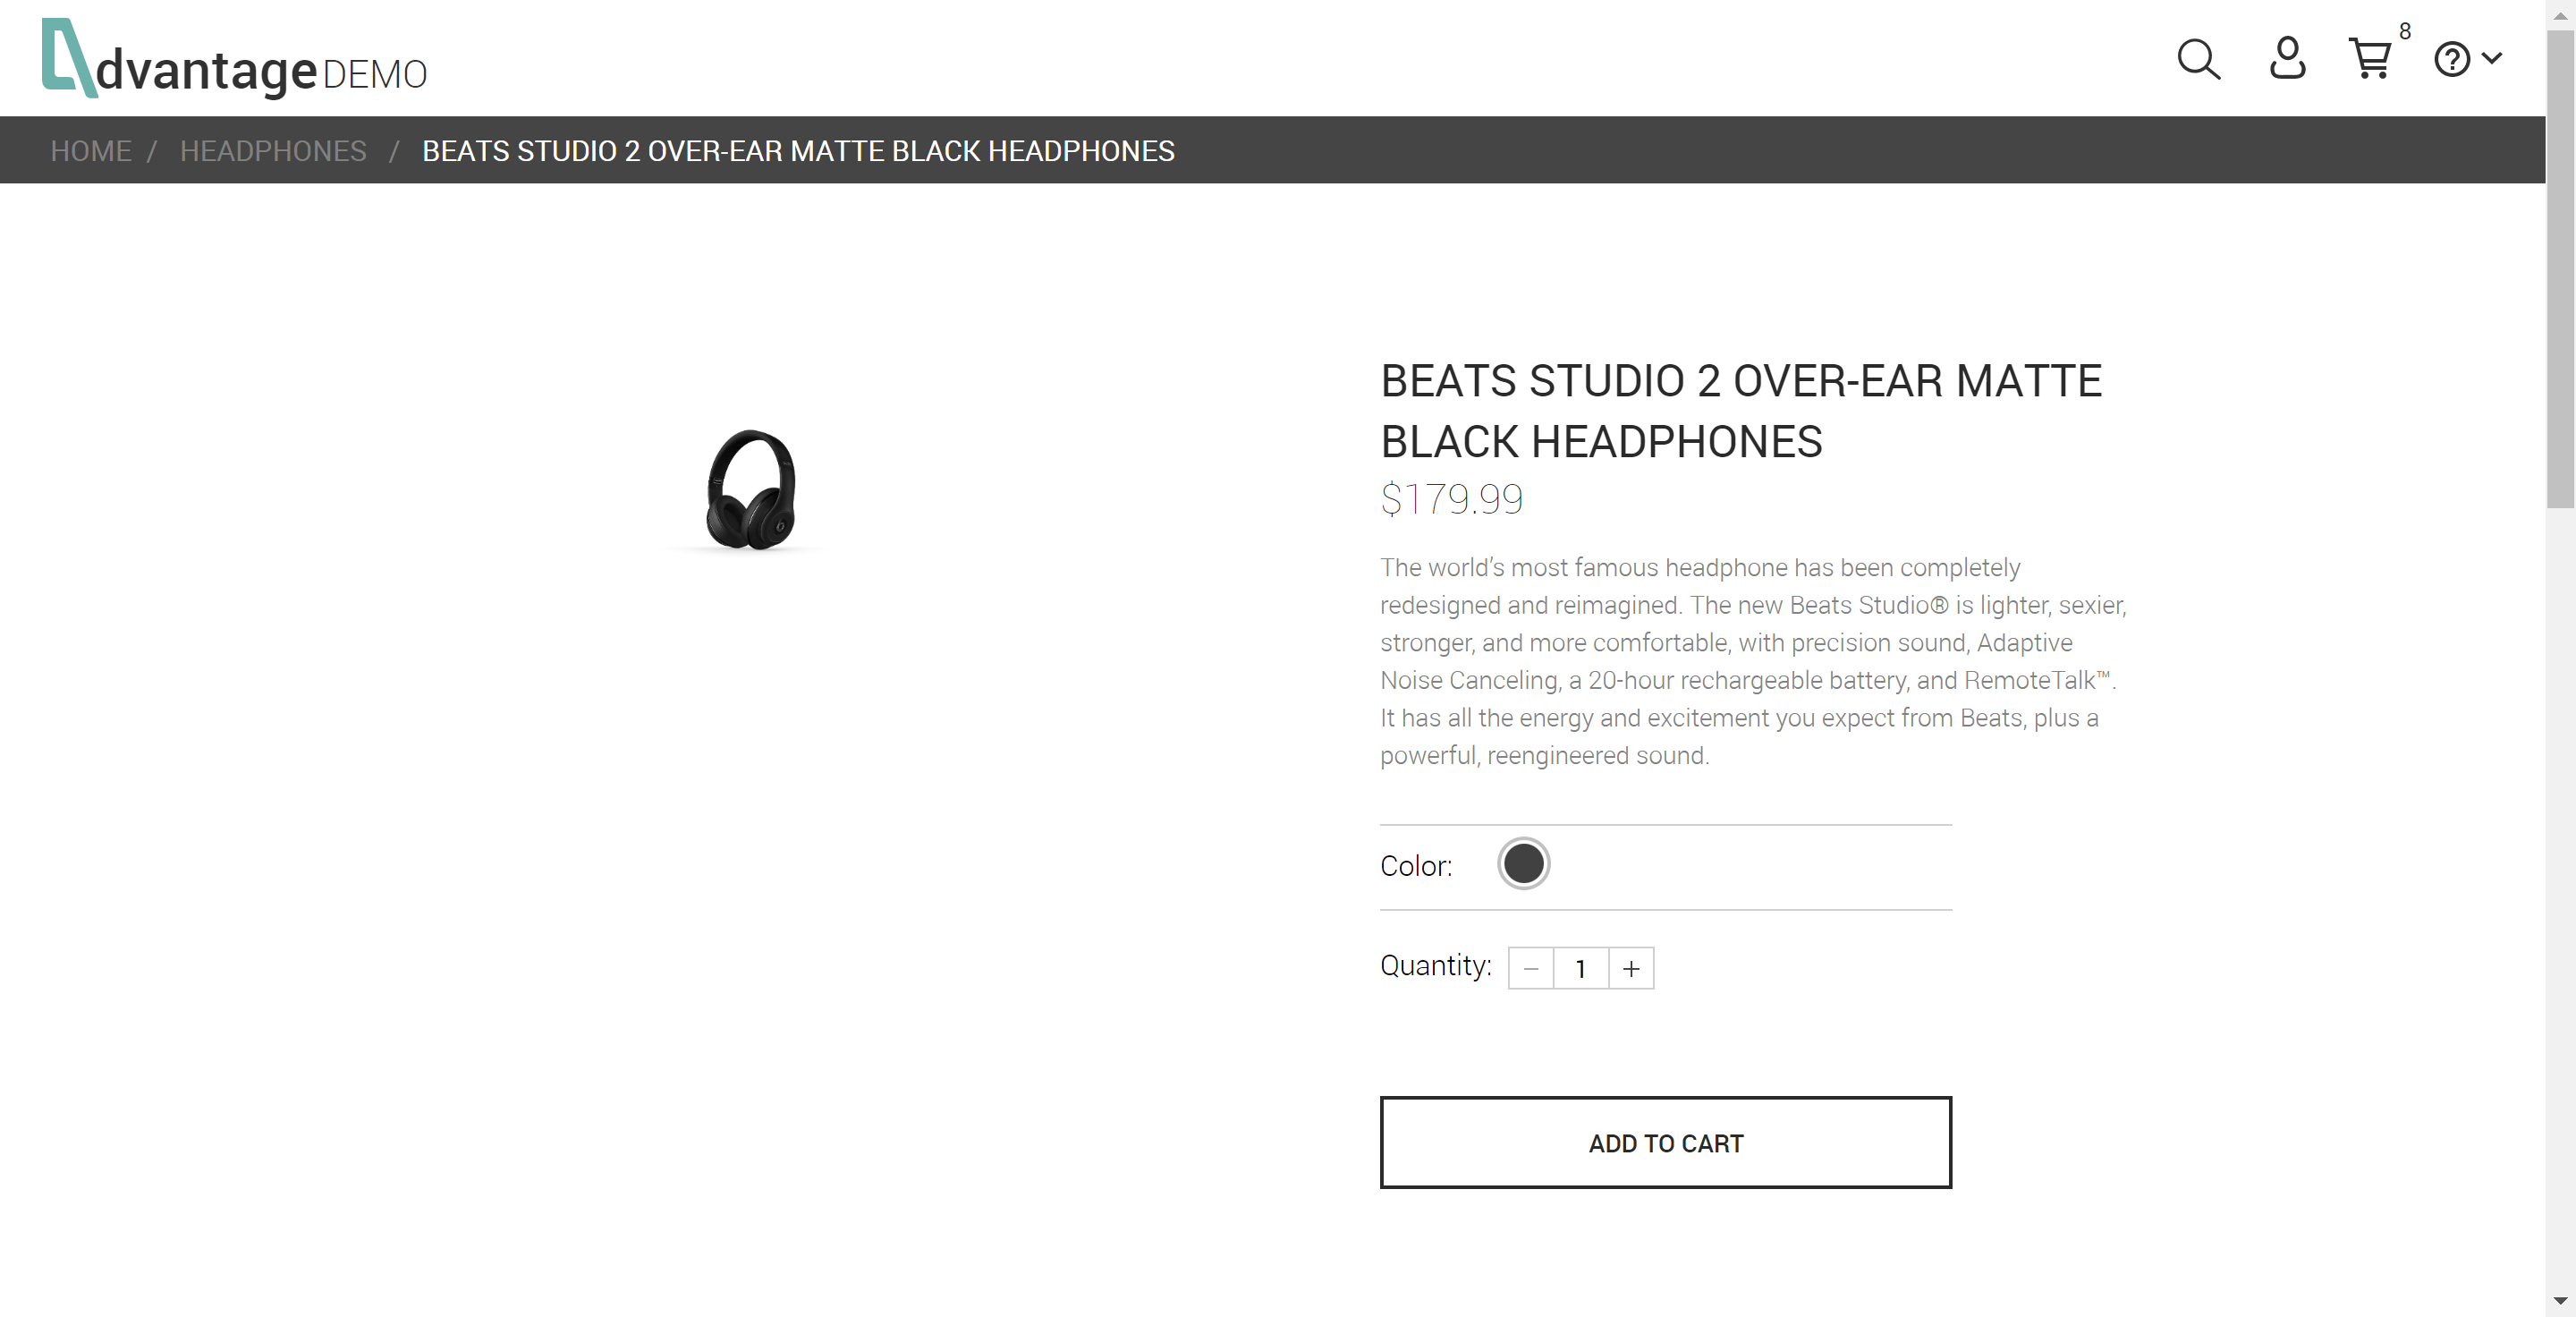 dvantage DEMO
8
HOME / HEADPHONES / BEATS STUDIO 2 OVER-EAR MATTE BLACK HEADPHONES
BEATS STUDIO 2 OVER-EAR MATTE
BLACK HEADPHONES
$179.99
The world’s most famous headphone has been completely
redesigned and reimagined. The new Beats Studio® is lighter, sexier,
stronger, and more comfortable, with precision sound, Adaptive
Noise Canceling, a 20-hour rechargeable battery, and RemoteTalk™.
It has all the energy and excitement you expect from Beats, plus a
powerful, reengineered sound.
Color:
Quantity: − 1 +
ADD TO CART